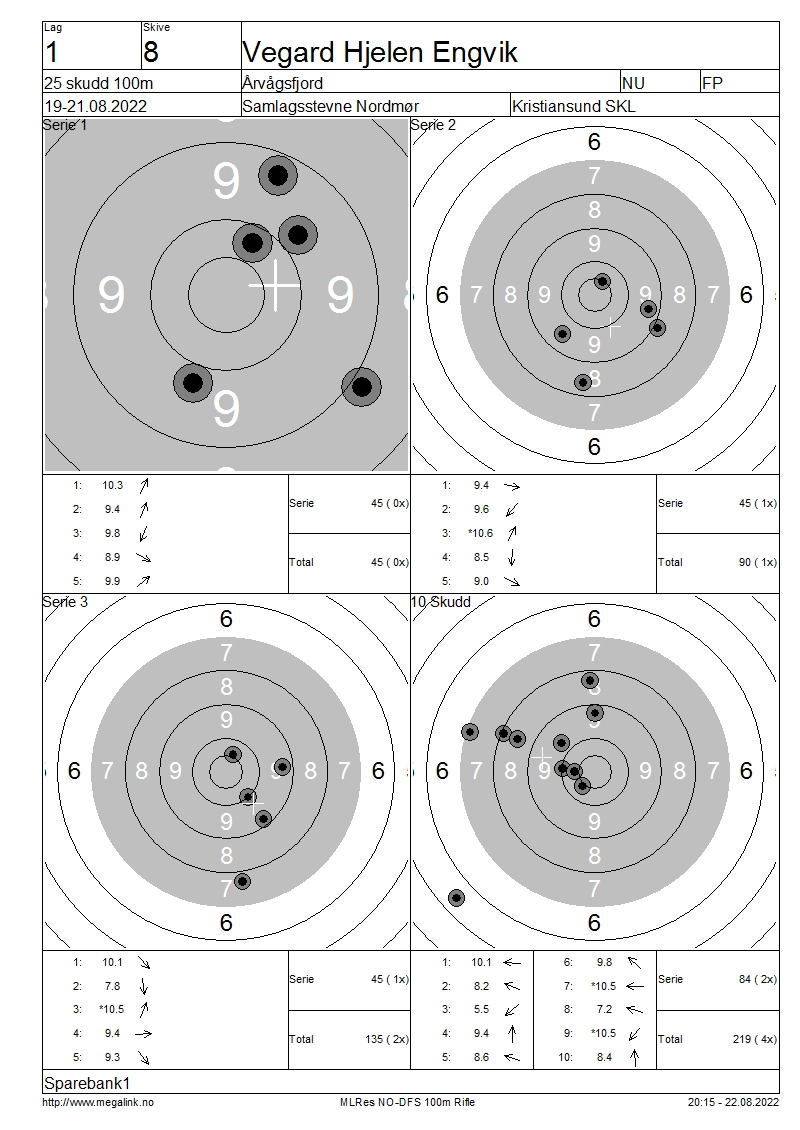 Lag
Skive
1
8
Vegard Hjelen Engvik
25 skudd 100m
Årvågsfjord
NU
FP
19-21.08.2022
Samlagsstevne Nordmør
Kristiansund SKL
Serie 1
9
9 9
9
Serie 2
6
7
8
9
6 7 8 9 9 8 7 6
9
8
7
6
1: 10.3
2: 9.4
3: 9.8
4: 8.9
5: 9.9
Serie 45 ( 0x)
Total 45 ( 0x)
1: 9.4
2: 9.6
3: *10.6
4: 8.5
5: 9.0
Serie 45 ( 1x)
Total 90 ( 1x)
Serie 3
6
7
8
9
6 7 8 9 9 8 7 6
9
8
7
6
10 Skudd
6
7
8
9
6 7 8 9 9 8 7 6
9
8
7
6
1: 10.1
2: 7.8
3: *10.5
4: 9.4
5: 9.3
Serie 45 ( 1x)
Total 135 ( 2x)
1: 10.1 6: 9.8
2: 8.2 7: *10.5
3: 5.5 8: 7.2
4: 9.4 9: *10.5
5: 8.6 10: 8.4
Serie 84 ( 2x)
Total 219 ( 4x)
Sparebank1
http://www.megalink.no MLRes NO-DFS 100m Rifle 20:15 - 22.08.2022